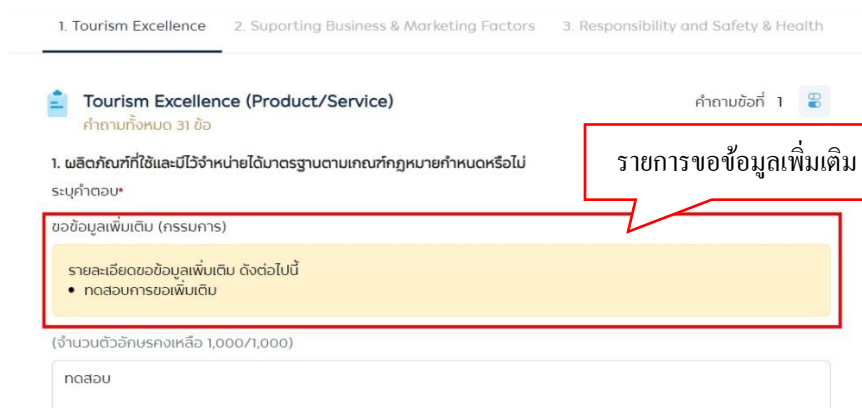 1. Tourism Excellence 2. Suporting Business & Marketing Factors 3. Responsibility and Safety & Health
Tourism Excellence (Product/Service) คำถามข้อที่ 1
คำถามทั้งหมด 31 ข้อ
1. ผลิตภัณฑ์ที่ใช้และมีไว้จำหน่ายได้มาตรฐานตามเกณฑ์กฎหมายกำหนดหรือไม่
รายการขอข้อมูลเพิ่มเติม
ระบุคำตอบ*
ขอข้อมูลเพิ่มเติม (กรรมการ)
รายละเอียดขอข้อมูลเพิ่มเติม ดังต่อไปนี้
• ทดสอบการขอเพิ่มเติม
(จำนวนตัวอักษรคงเหลือ 1,000/1,000)
ทดสอบ